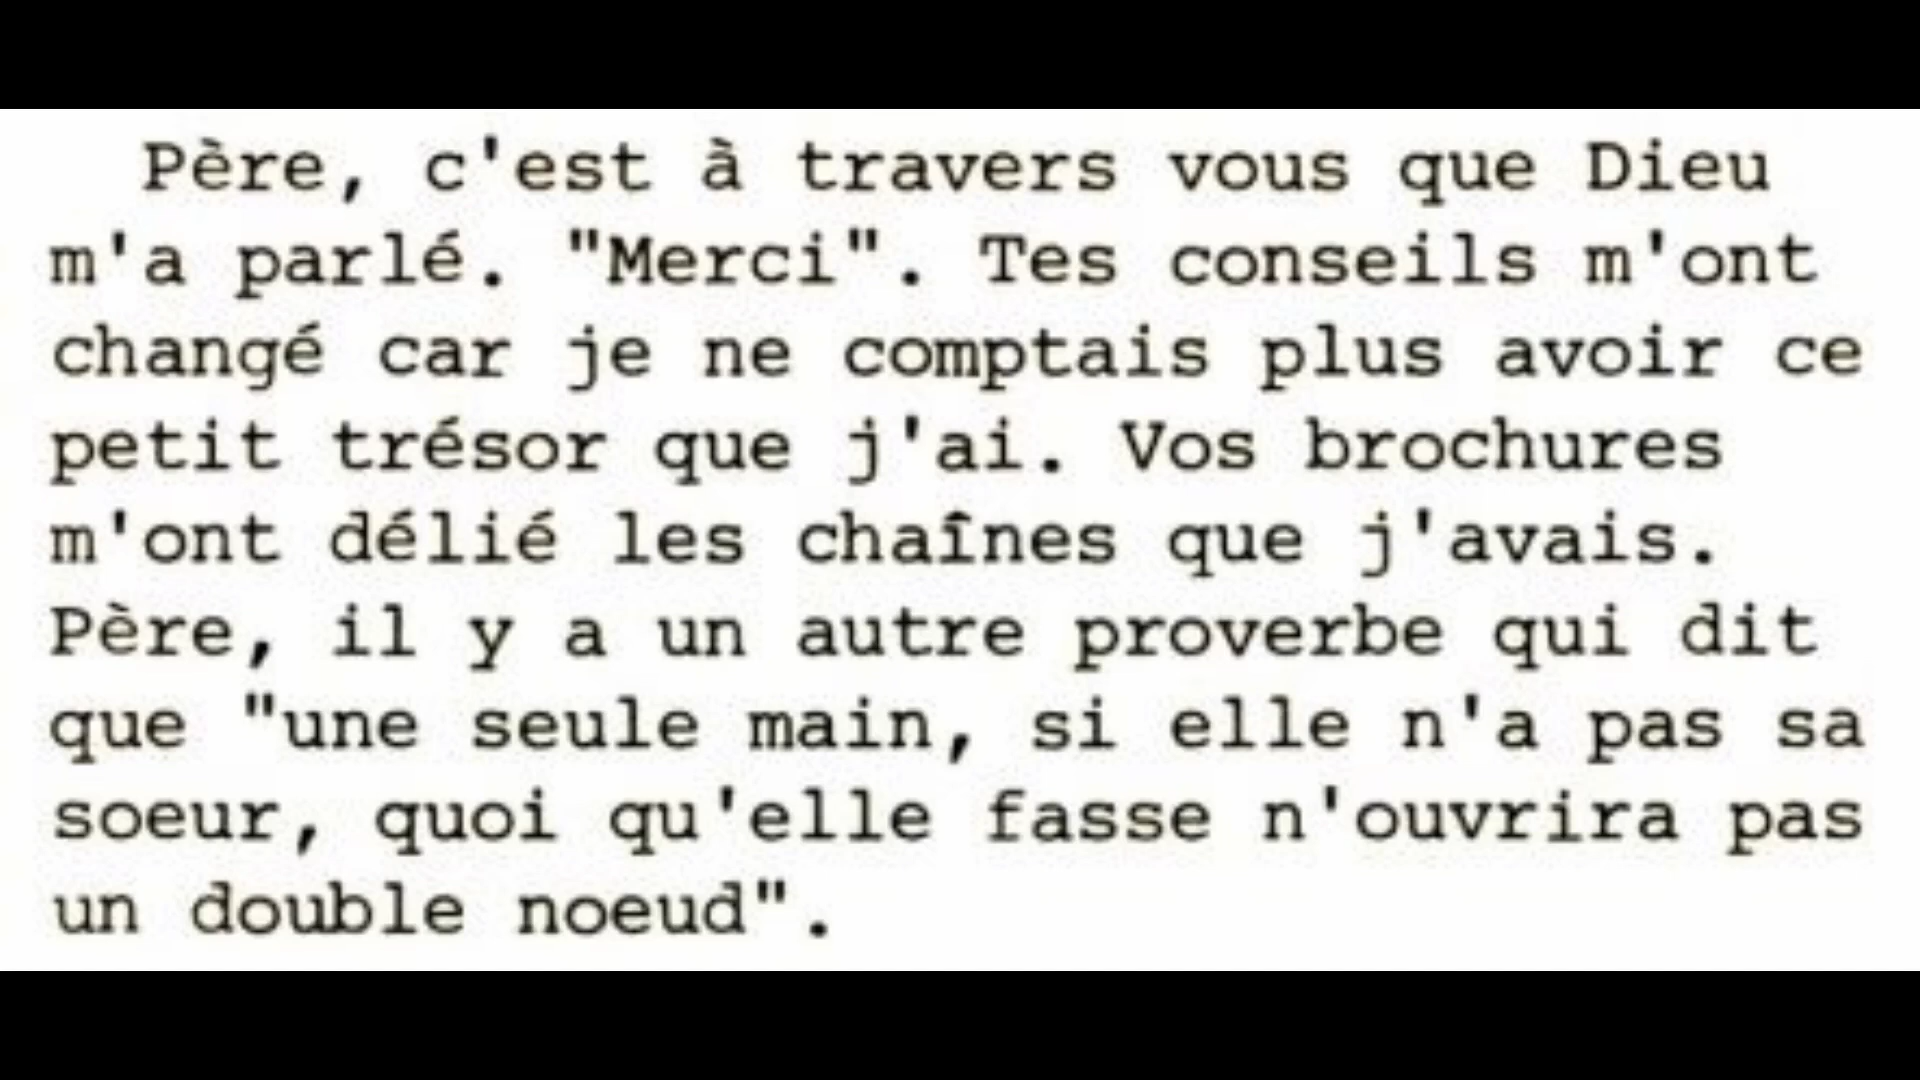 Père, c'est à travers vous que Dieu
m'a parlé. "Merci". Tes conseils m'ont
changé car je ne comptais plus avoir ce
petit trésor que j'ai. Vos brochures
m'ont délié les chaînes que j'avais.
Père, il y a un autre proverbe qui dit
que "une seule main, si elle n'a pas sa
soeur, quoi qu'elle fasse n'ouvrira pas
un double noeud".